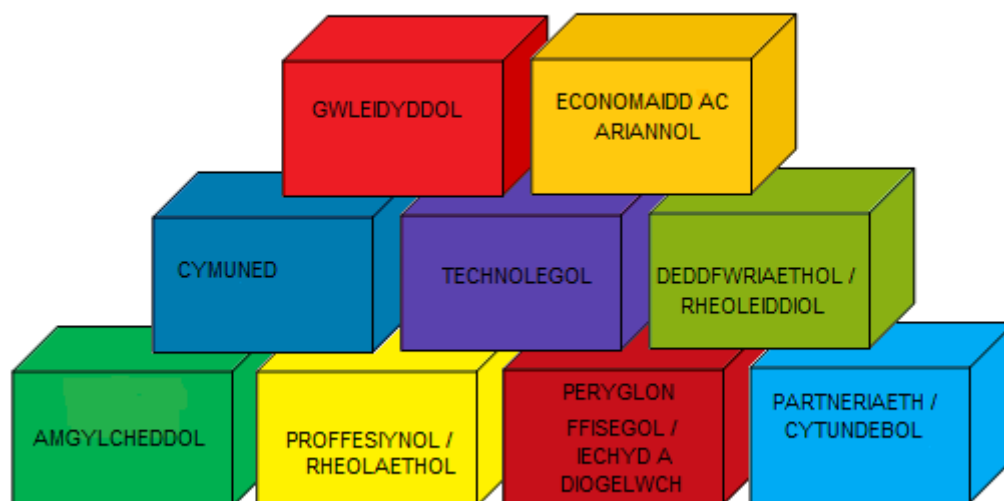 GWLEIDYDDOL
ECONOMAIDD AC
ARIANNOL
CYMUNED
TECHNOLEGOL
DEDDFWRIAETHOL /
RHEOLEIDDIOL
AMGYLCHEDDOL
PROFFESIYNOL /
RHEOLAETHOL
PERYGLON
FFISEGOL /
IECHYD A
DIOGELWCH
PARTNERIAETH /
CYTUNDEBOL